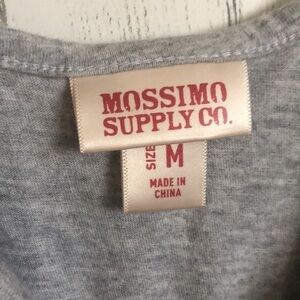 MOSSIMO
SUPPLY CO.
SIZE
M
MADE IN
CHINA